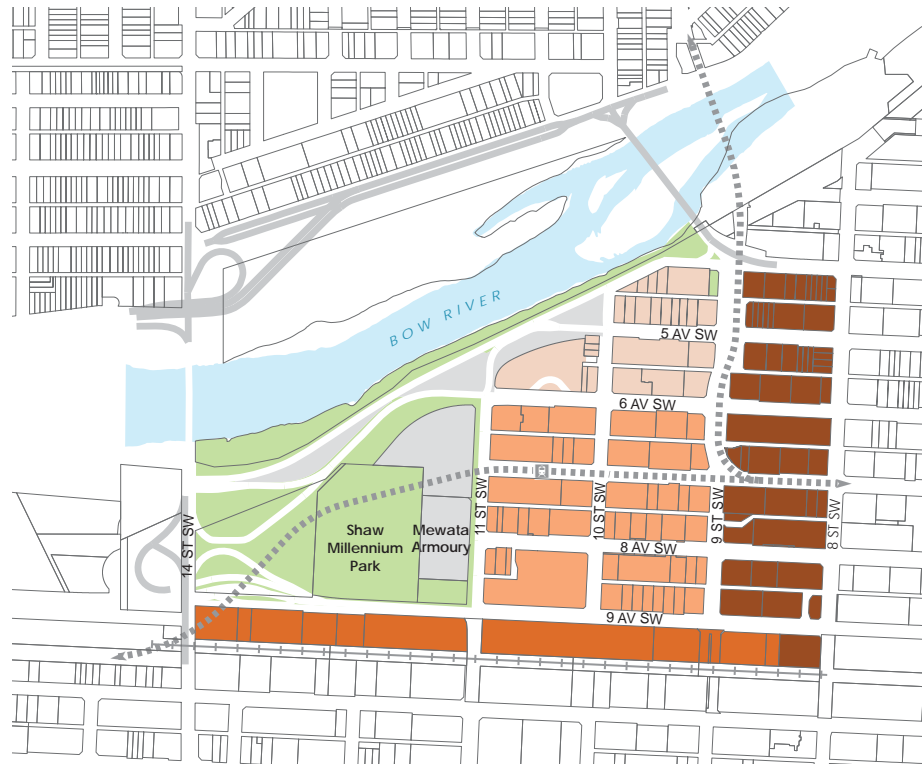 BOW RIVER
5 AV SW
6 AV SW
14 ST SW
11 ST SW
10 ST SW
9 ST SW
8 ST SW
Shaw
Millennium
Park
Mewata
Armoury
8 AV SW
9 AV SW